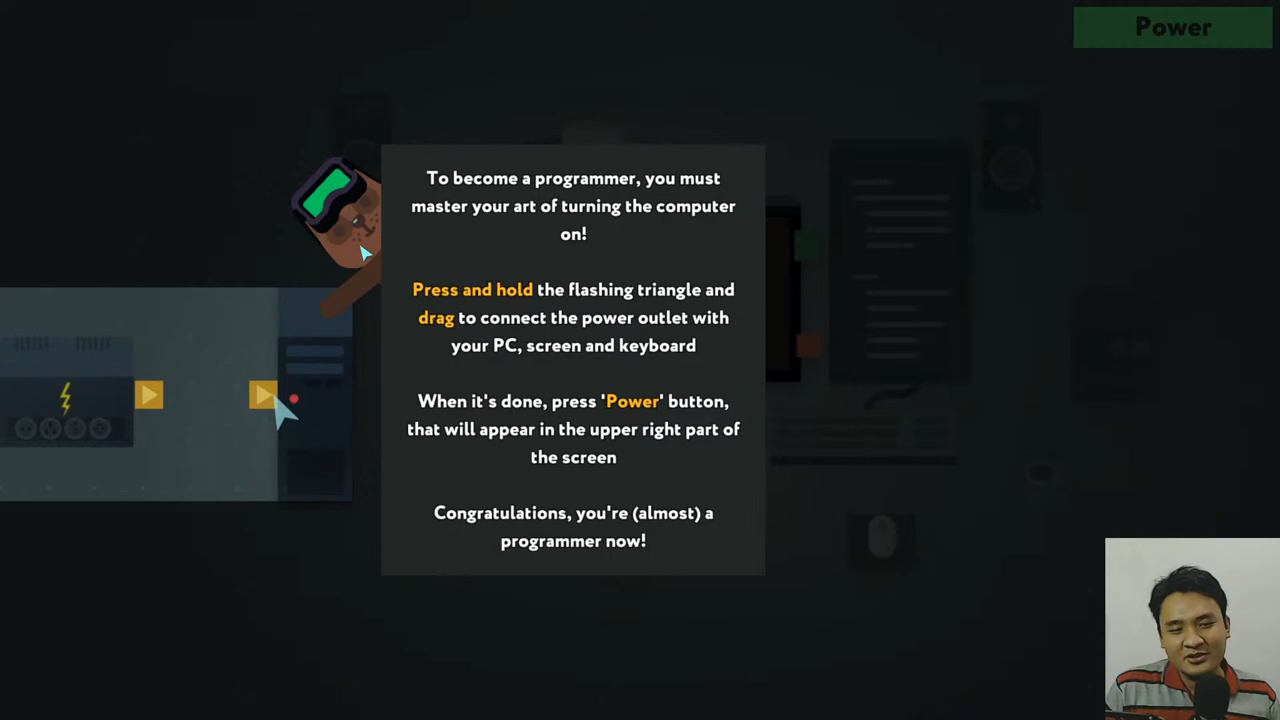 Power
To become a programmer, you must
master your art of turning the computer
on!
Press and hold the flashing triangle and
drag to connect the power outlet with
your PC, screen and keyboard
When it's done, press 'Power' button,
that will appear in the upper right part of
the screen
Congratulations, you're (almost) a
programmer now!